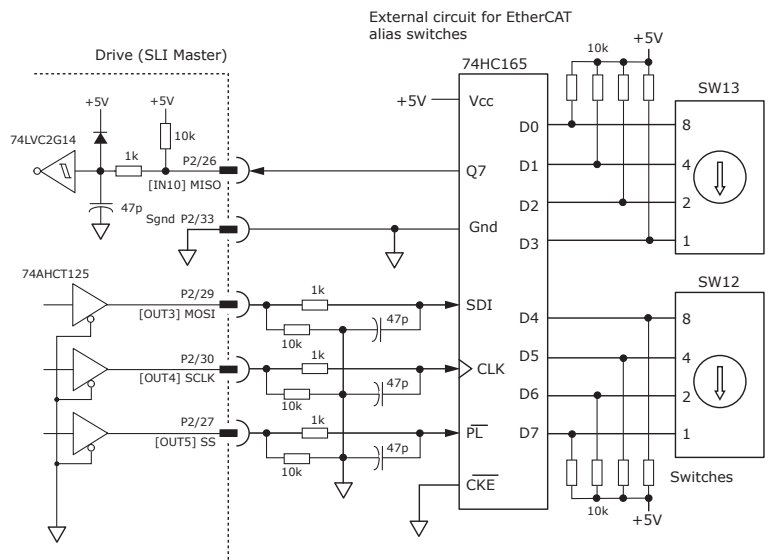 External circuit for EtherCAT
alias switches
Drive (SLI Master)
74HC165
10k
+5V
SW13
+5V
+5V
+5V
Vcc
74LVC2G14
10k
1k
P2/26
[IN10] MISO
47p
Q7
D0
D1
D2
D3
8
4
2
1
Sgnd P2/33
Gnd
74AHCT125
SW12
P2/29
[OUT3] MOSI
1k
10k
47p
SDI
D4
8
P2/30
[OUT4] SCLK
1k
10k
47p
CLK
D5
4
D6
2
P2/27
[OUT5] SS
1k
10k
47p
PL
D7
1
CKE
Switches
10k
+5V